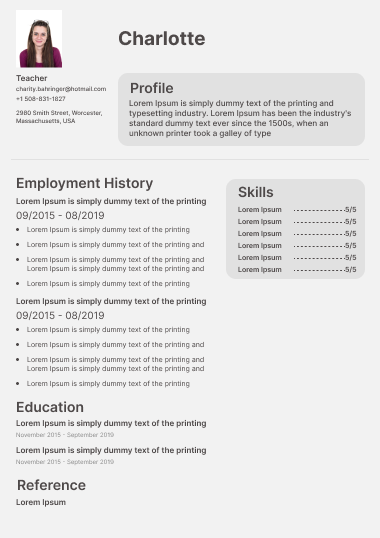 Charlotte
Teacher
charity.bahringer@hotmail.com
+1 508-831-1827
2980 Smith Street, Worcester,
Massachusetts, USA
Profile
Lorem Ipsum is simply dummy text of the printing and
typesetting industry. Lorem Ipsum has been the industry's
standard dummy text ever since the 1500s, when an
unknown printer took a galley of type
Employment History
Lorem Ipsum is simply dummy text of the printing
09/2015 - 08/2019
• Lorem Ipsum is simply dummy text of the printing
• Lorem Ipsum is simply dummy text of the printing and
• Lorem Ipsum is simply dummy text of the printing and
Lorem Ipsum is simply dummy text of the printing and
• Lorem Ipsum is simply dummy text of the printing
Lorem Ipsum is simply dummy text of the printing
09/2015 - 08/2019
• Lorem Ipsum is simply dummy text of the printing
• Lorem Ipsum is simply dummy text of the printing and
• Lorem Ipsum is simply dummy text of the printing and
Lorem Ipsum is simply dummy text of the printing and
• Lorem Ipsum is simply dummy text of the printing
Education
Lorem Ipsum is simply dummy text of the printing
November 2015 - September 2019
Lorem Ipsum is simply dummy text of the printing
November 2015 - September 2019
Reference
Lorem Ipsum
Skills
Lorem Ipsum -----------5/5
Lorem Ipsum -----------5/5
Lorem Ipsum -----------5/5
Lorem Ipsum -----------5/5
Lorem Ipsum -----------5/5
Lorem Ipsum -----------5/5